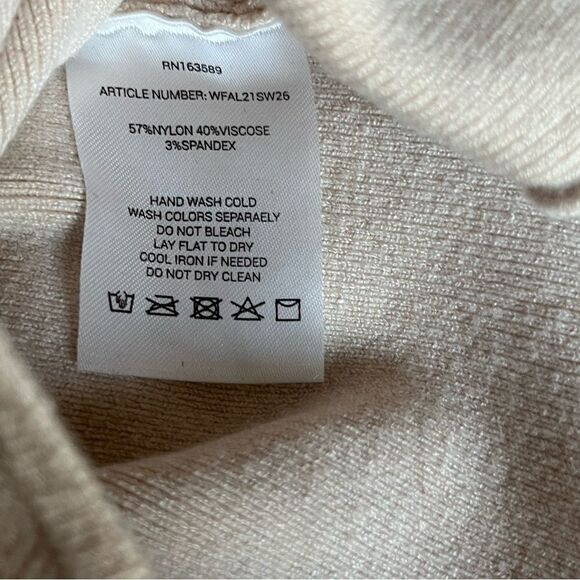 RN163589
ARTICLE NUMBER: WFAL21SW26
57%NYLON 40%VISCOSE
3%SPANDEX
HAND WASH COLD
WASH COLORS SEPARAELY
DO NOT BLEACH
LAY FLAT TO DRY
COOL IRON IF NEEDED
DO NOT DRY CLEAN